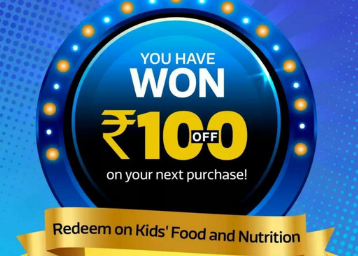 YOU HAVE
WON
₹100 OFF
on your next purchase!
Redeem on Kids' Food and Nutrition